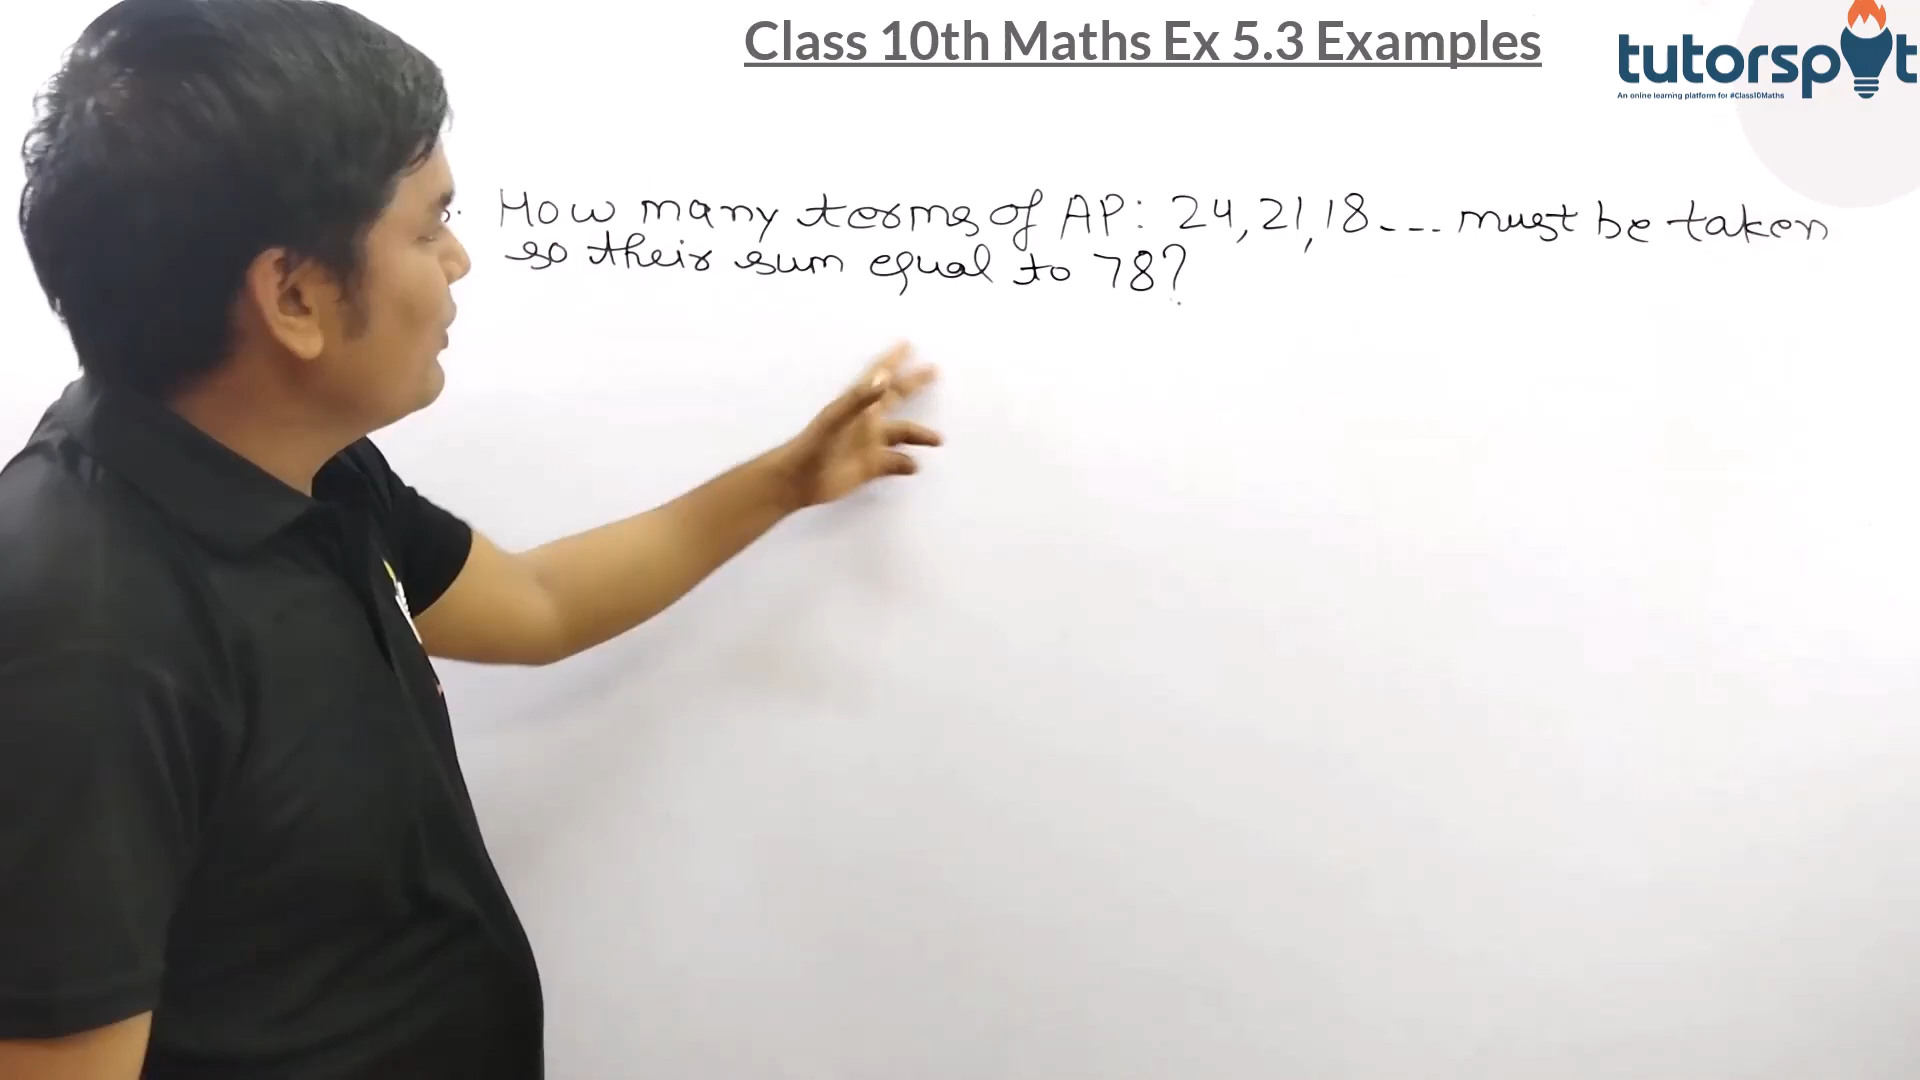 Class 10th Maths Ex 5.3 Examples
tutorspot
An online learning platform for #Class10Maths
How many terms of AP: 24, 21, 18 --- must be taken
so their sum equal to 78?